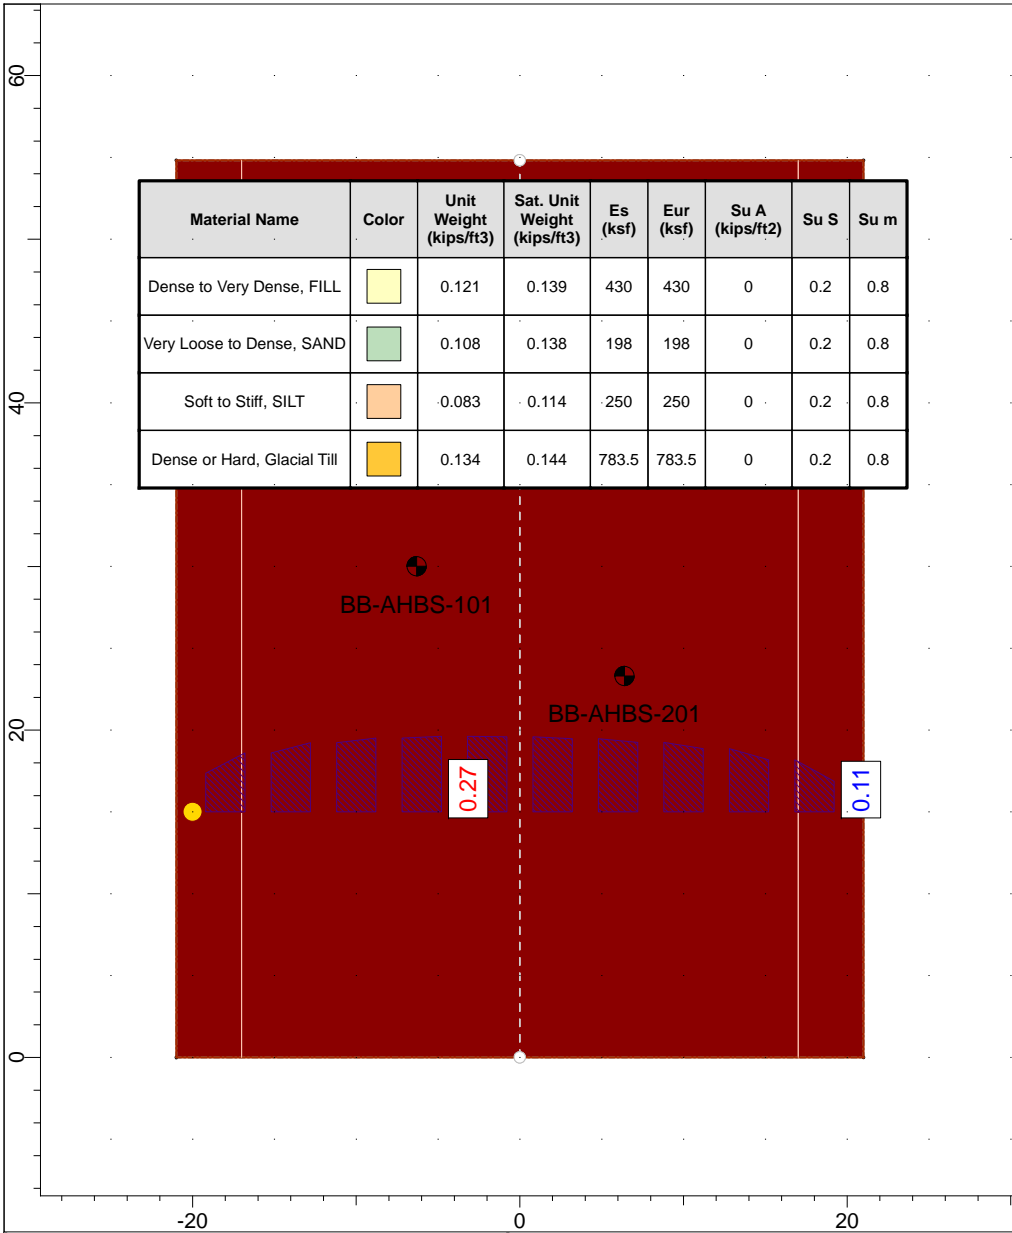 60
Material Name
Color
Unit
Weight
(kips/ft3)
Sat. Unit
Weight
(kips/ft3)
Es
(ksf)
Eur
(ksf)
Su A
(kips/ft2)
Su S
Su m
Dense to Very Dense, FILL
0.121
0.139
430
430
0
0.2
0.8
Very Loose to Dense, SAND
0.108
0.138
198
198
0
0.2
0.8
40
Soft to Stiff, SILT
0.083
0.114
250
250
0
0.2
0.8
Dense or Hard, Glacial Till
0.134
0.144
783.5
783.5
0
0.2
0.8
BB-AHBS-101
BB-AHBS-201
20
0.27
0.11
0
-20
0
20